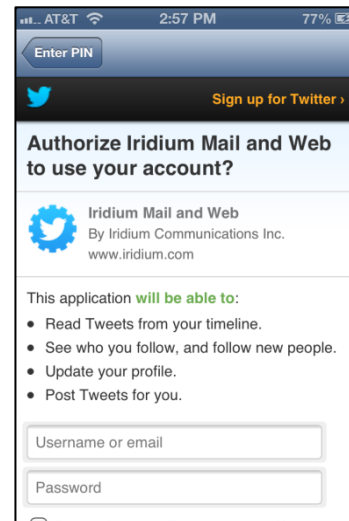 AT&T 2:57 PM 77%
Enter PIN
Sign up for Twitter ›
Authorize Iridium Mail and Web
to use your account?
Iridium Mail and Web
By Iridium Communications Inc.
www.iridium.com
This application will be able to:
• Read Tweets from your timeline.
• See who you follow, and follow new people.
• Update your profile.
• Post Tweets for you.
Username or email
Password